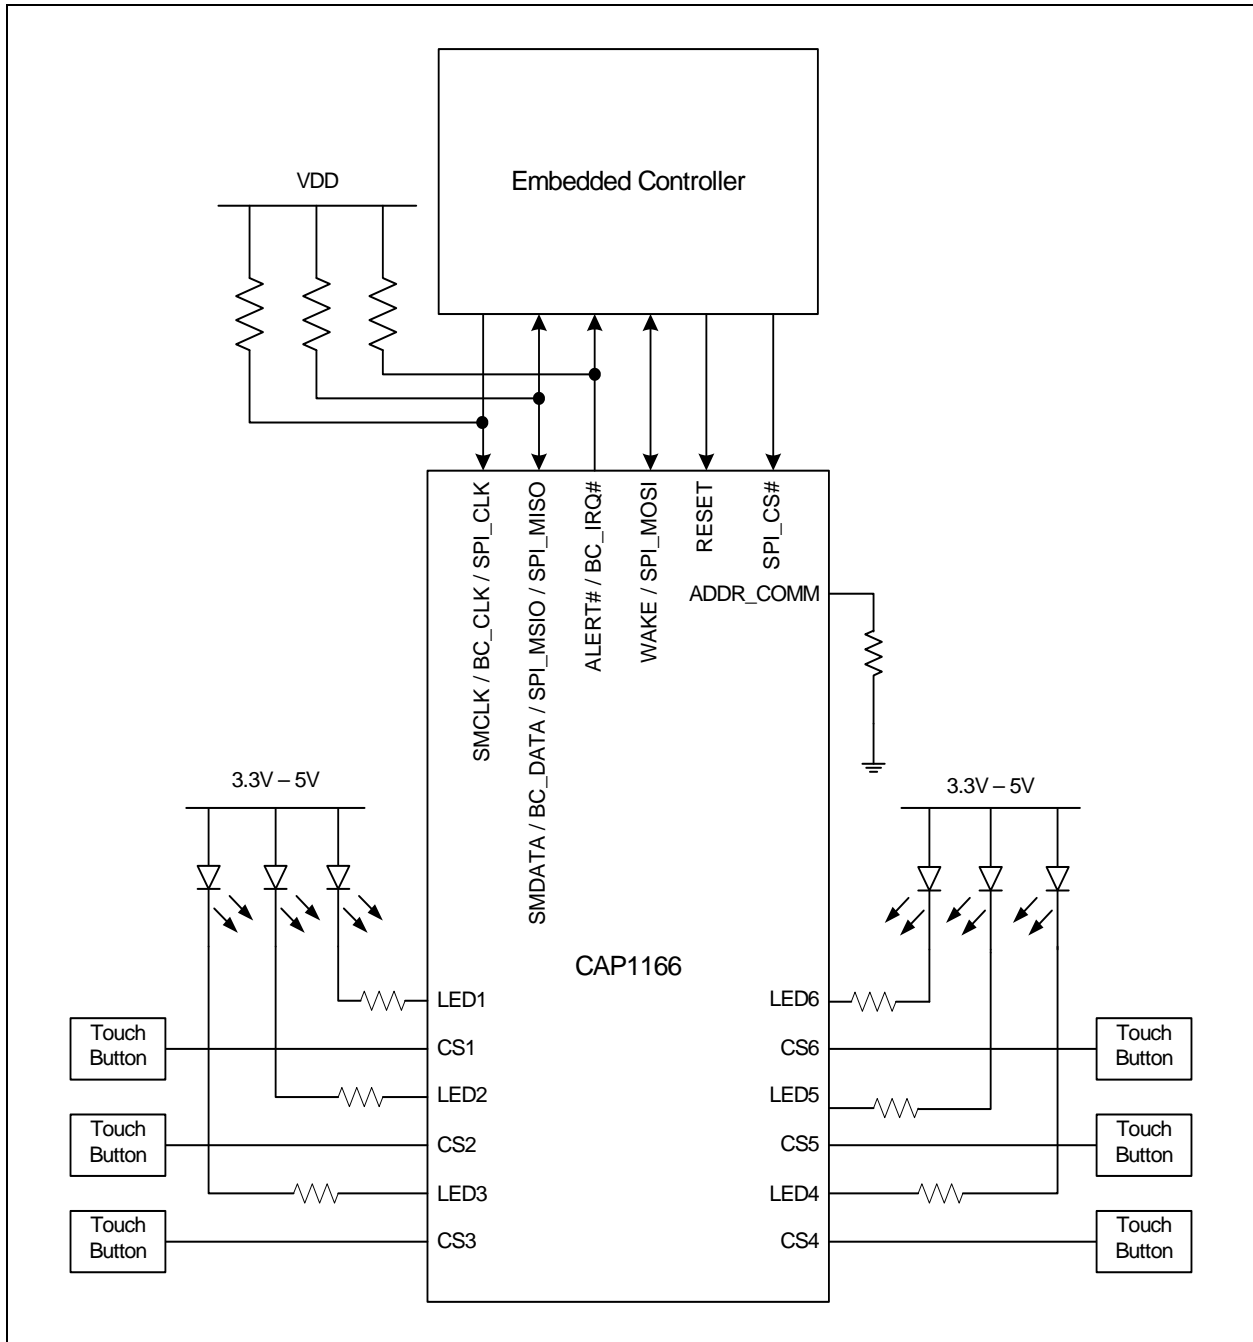 Embedded Controller
VDD
SMCLK / BC_CLK / SPI_CLK
SMDATA / BC_DATA / SPI_MSIO / SPI_MISO
ALERT# / BC_IRQ#
WAKE / SPI_MOSI
RESET
SPI_CS#
ADDR_COMM
3.3V – 5V
3.3V – 5V
CAP1166
LED1
LED6
Touch
Button
CS1
CS6
Touch
Button
LED2
LED5
Touch
Button
CS2
CS5
Touch
Button
LED3
LED4
Touch
Button
CS3
CS4
Touch
Button